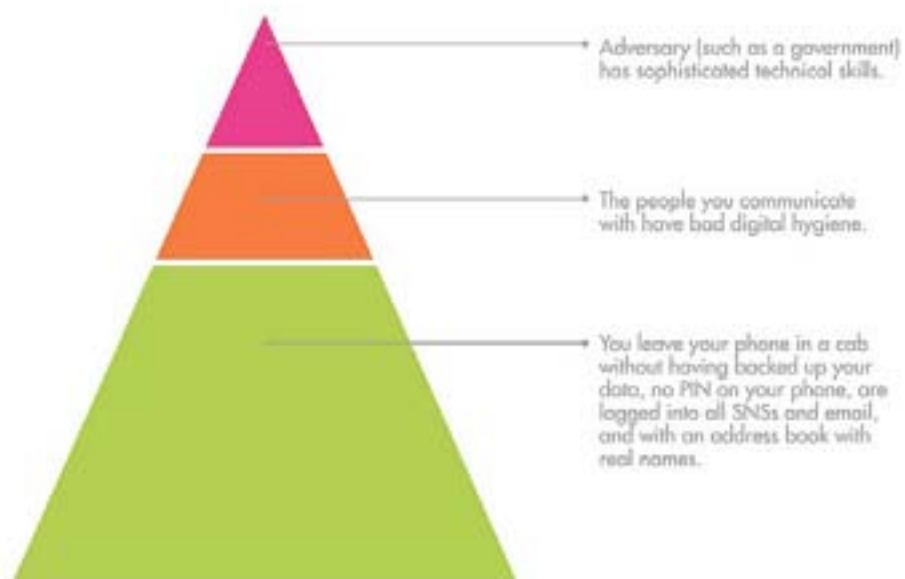 Adversary (such as a government)
has sophisticated technical skills.
The people you communicate
with have bad digital hygiene.
You leave your phone in a cab
without having backed up your
data, no PIN on your phone, are
logged into all SNSs and email,
and with an address book with
real names.